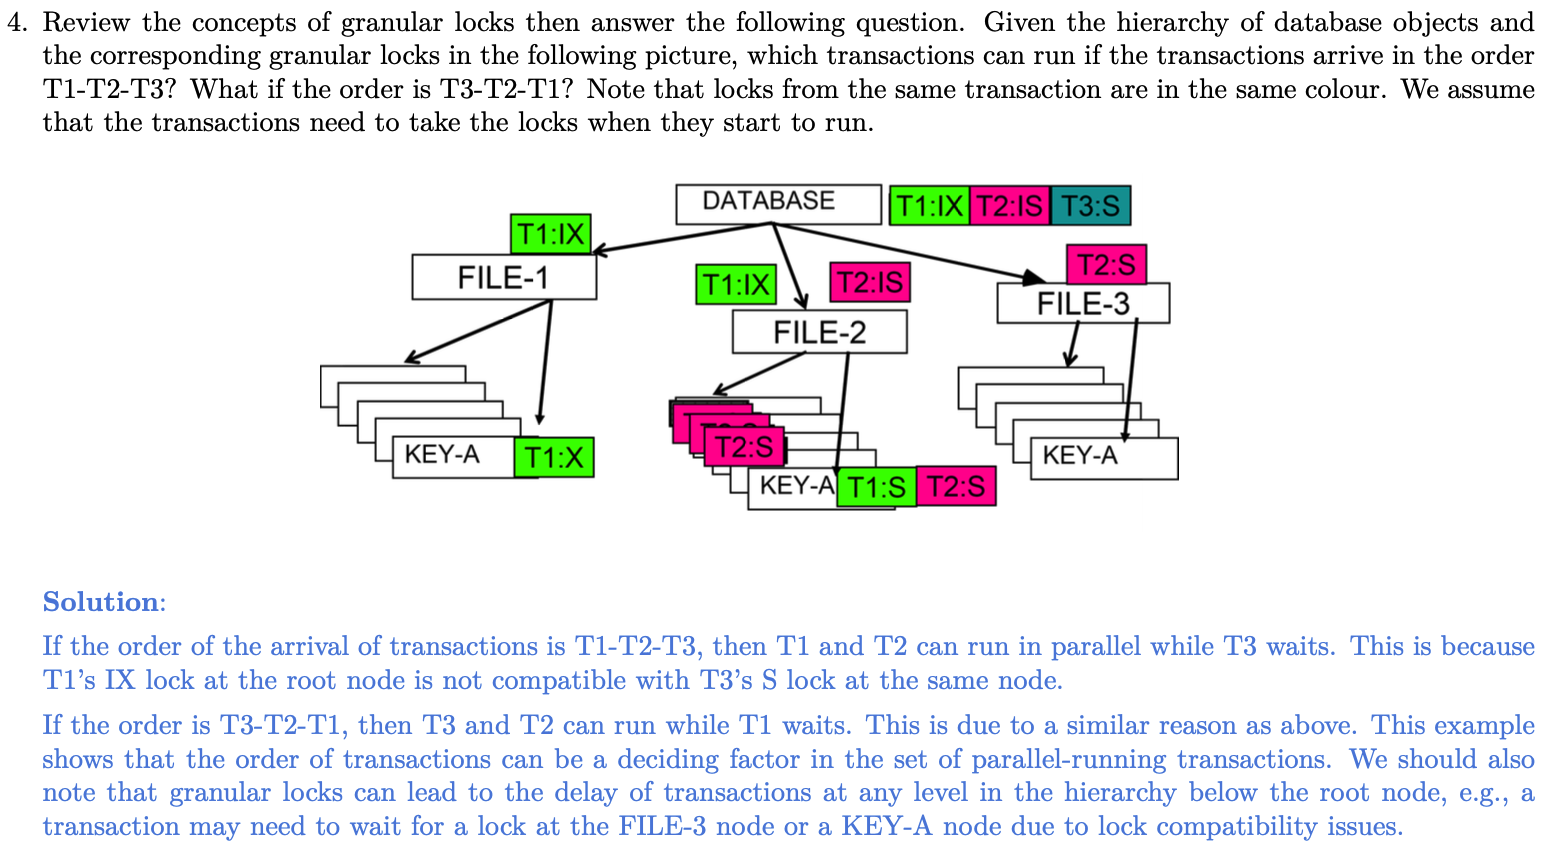 4. Review the concepts of granular locks then answer the following question. Given the hierarchy of database objects and
the corresponding granular locks in the following picture, which transactions can run if the transactions arrive in the order
T1-T2-T3? What if the order is T3-T2-T1? Note that locks from the same transaction are in the same colour. We assume
that the transactions need to take the locks when they start to run.
DATABASE
T1:IX T2:IS T3:S
T1:IX
FILE-1
T1:IX
T2:IS
FILE-2
T2:S
FILE-3
KEY-A T1:X
T2:S
KEY-A T1:S T2:S
KEY-A
Solution:
If the order of the arrival of transactions is T1-T2-T3, then T1 and T2 can run in parallel while T3 waits. This is because
T1's IX lock at the root node is not compatible with T3's S lock at the same node.
If the order is T3-T2-T1, then T3 and T2 can run while T1 waits. This is due to a similar reason as above. This example
shows that the order of transactions can be a deciding factor in the set of parallel-running transactions. We should also
note that granular locks can lead to the delay of transactions at any level in the hierarchy below the root node, e.g., a
transaction may need to wait for a lock at the FILE-3 node or a KEY-A node due to lock compatibility issues.